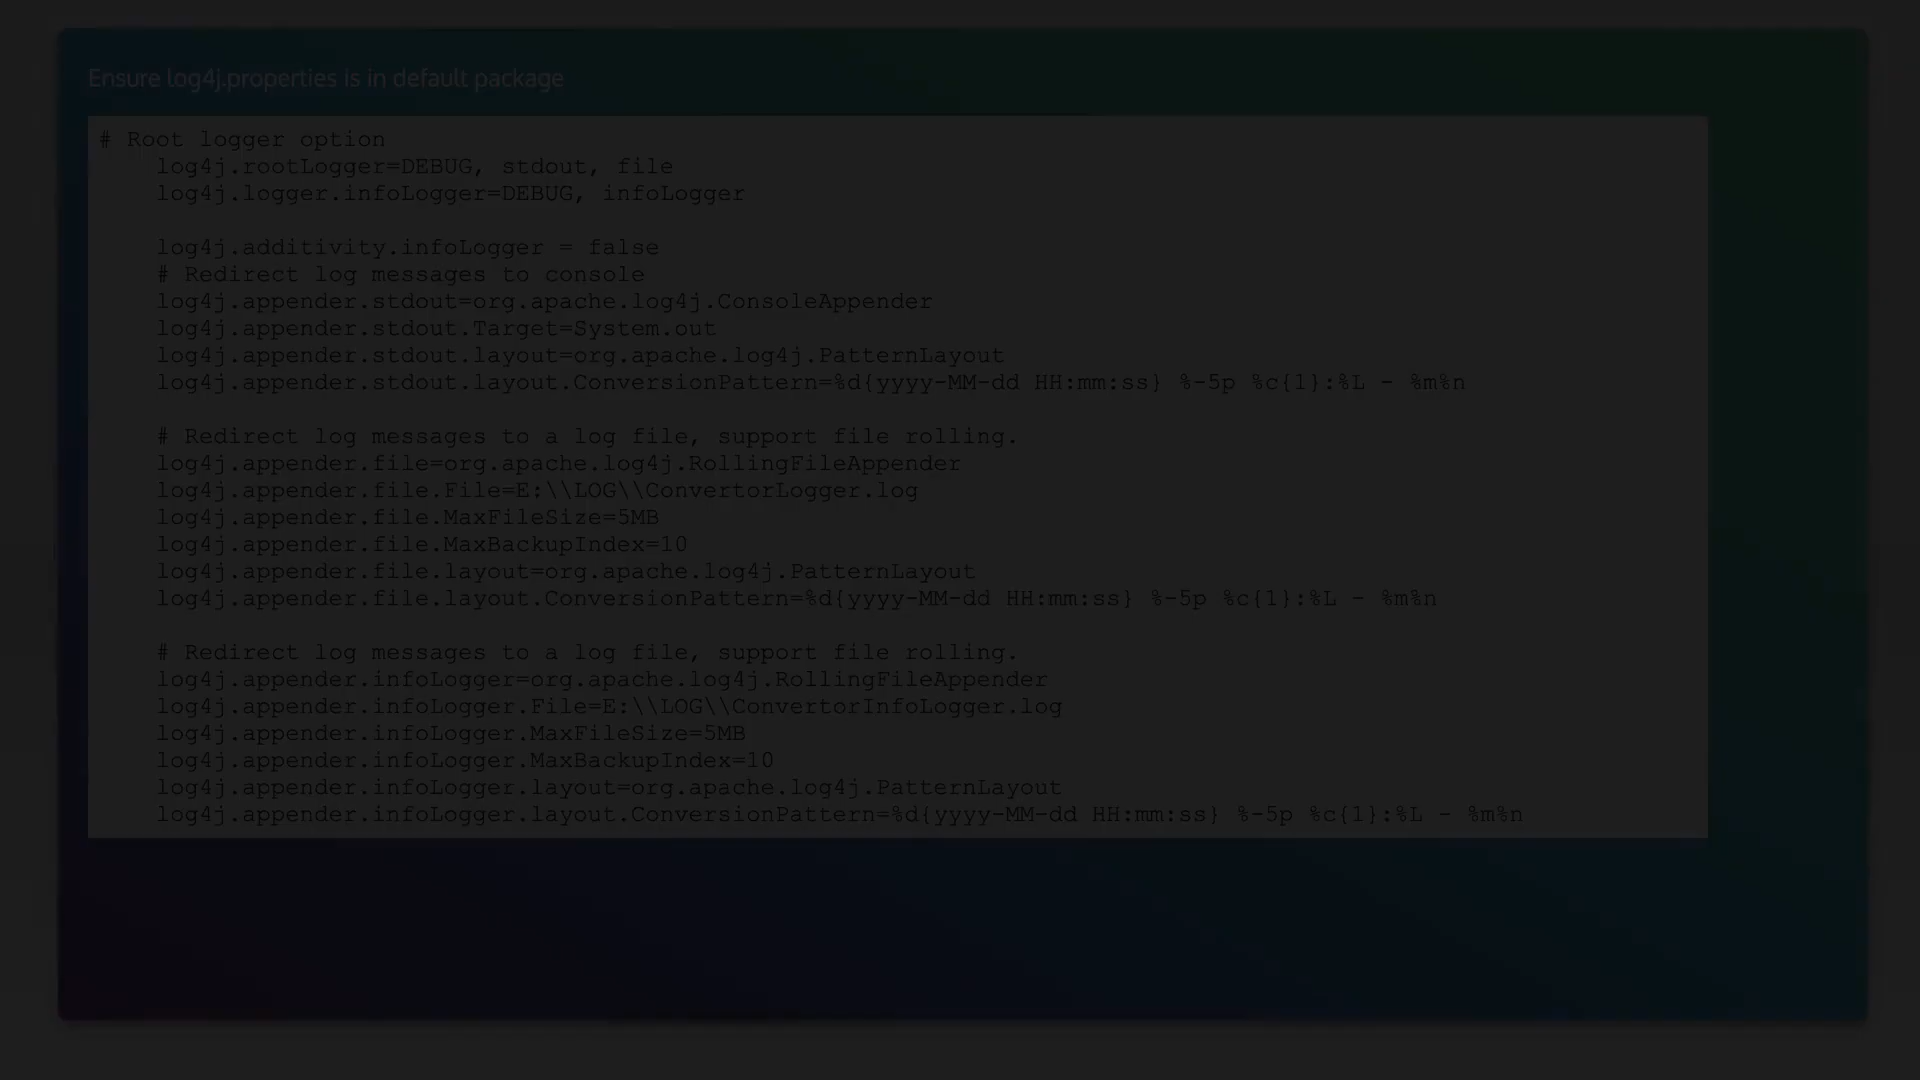 Ensure log4j.properties is in default package
# Root logger option
log4j.rootLogger=DEBUG, stdout, file
log4j.logger.infoLogger=DEBUG, infoLogger
log4j.additivity.infoLogger = false
# Redirect log messages to console
log4j.appender.stdout=org.apache.log4j.ConsoleAppender
log4j.appender.stdout.Target=System.out
log4j.appender.stdout.layout=org.apache.log4j.PatternLayout
log4j.appender.stdout.layout.ConversionPattern=%d{yyyy-MM-dd HH:mm:ss} %-5p %c{1}:%L - %m%n
# Redirect log messages to a log file, support file rolling.
log4j.appender.file=org.apache.log4j.RollingFileAppender
log4j.appender.file.File=E:\\LOG\\ConvertorLogger.log
log4j.appender.file.MaxFileSize=5MB
log4j.appender.file.MaxBackupIndex=10
log4j.appender.file.layout=org.apache.log4j.PatternLayout
log4j.appender.file.layout.ConversionPattern=%d{yyyy-MM-dd HH:mm:ss} %-5p %c{1}:%L - %m%n
# Redirect log messages to a log file, support file rolling.
log4j.appender.infoLogger=org.apache.log4j.RollingFileAppender
log4j.appender.infoLogger.File=E:\\LOG\\ConvertorInfoLogger.log
log4j.appender.infoLogger.MaxFileSize=5MB
log4j.appender.infoLogger.MaxBackupIndex=10
log4j.appender.infoLogger.layout=org.apache.log4j.PatternLayout
log4j.appender.infoLogger.layout.ConversionPattern=%d{yyyy-MM-dd HH:mm:ss} %-5p %c{1}:%L - %m%n